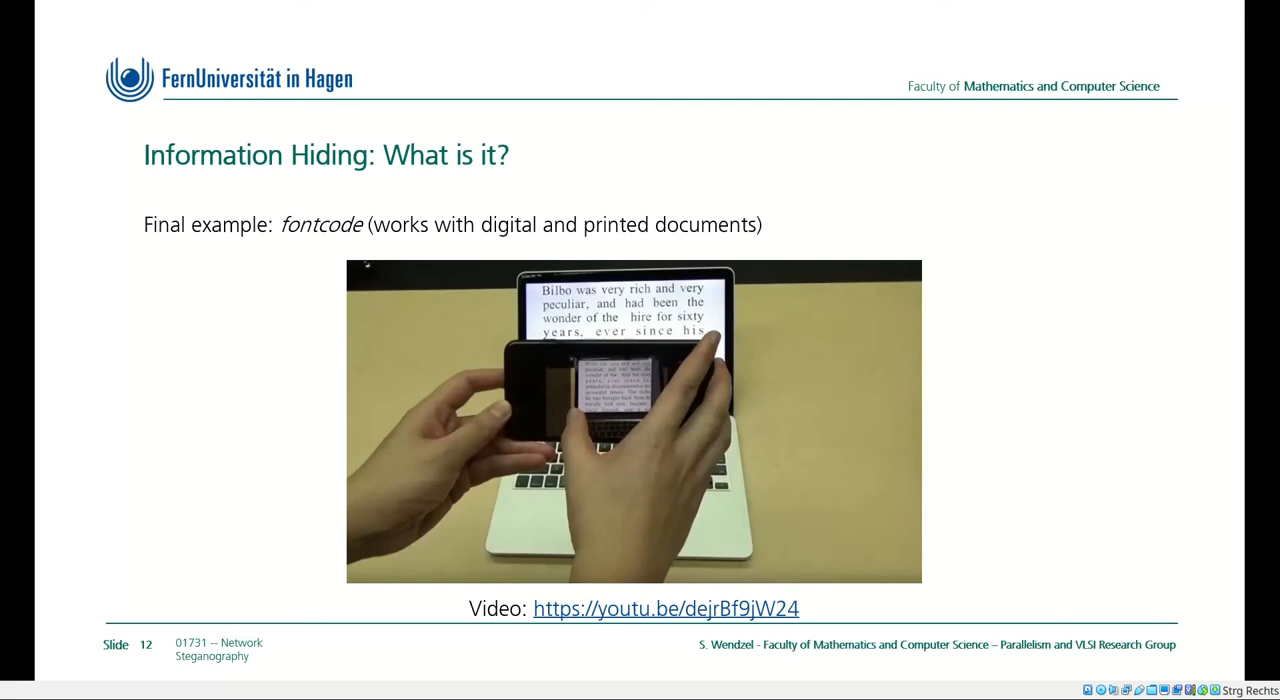 FernUniversität in Hagen
Faculty of Mathematics and Computer Science
Information Hiding: What is it?
Final example: fontcode (works with digital and printed documents)
Bilbo was very rich and very
peculiar, and had been the
wonder of the hire for sixty
years, ever since his
Video: https://youtu.be/dejrBf9jW24
Slide 12
01731 -- Network
Steganography
S. Wendzel - Faculty of Mathematics and Computer Science – Parallelism and VLSI Research Group
Strg Rechts